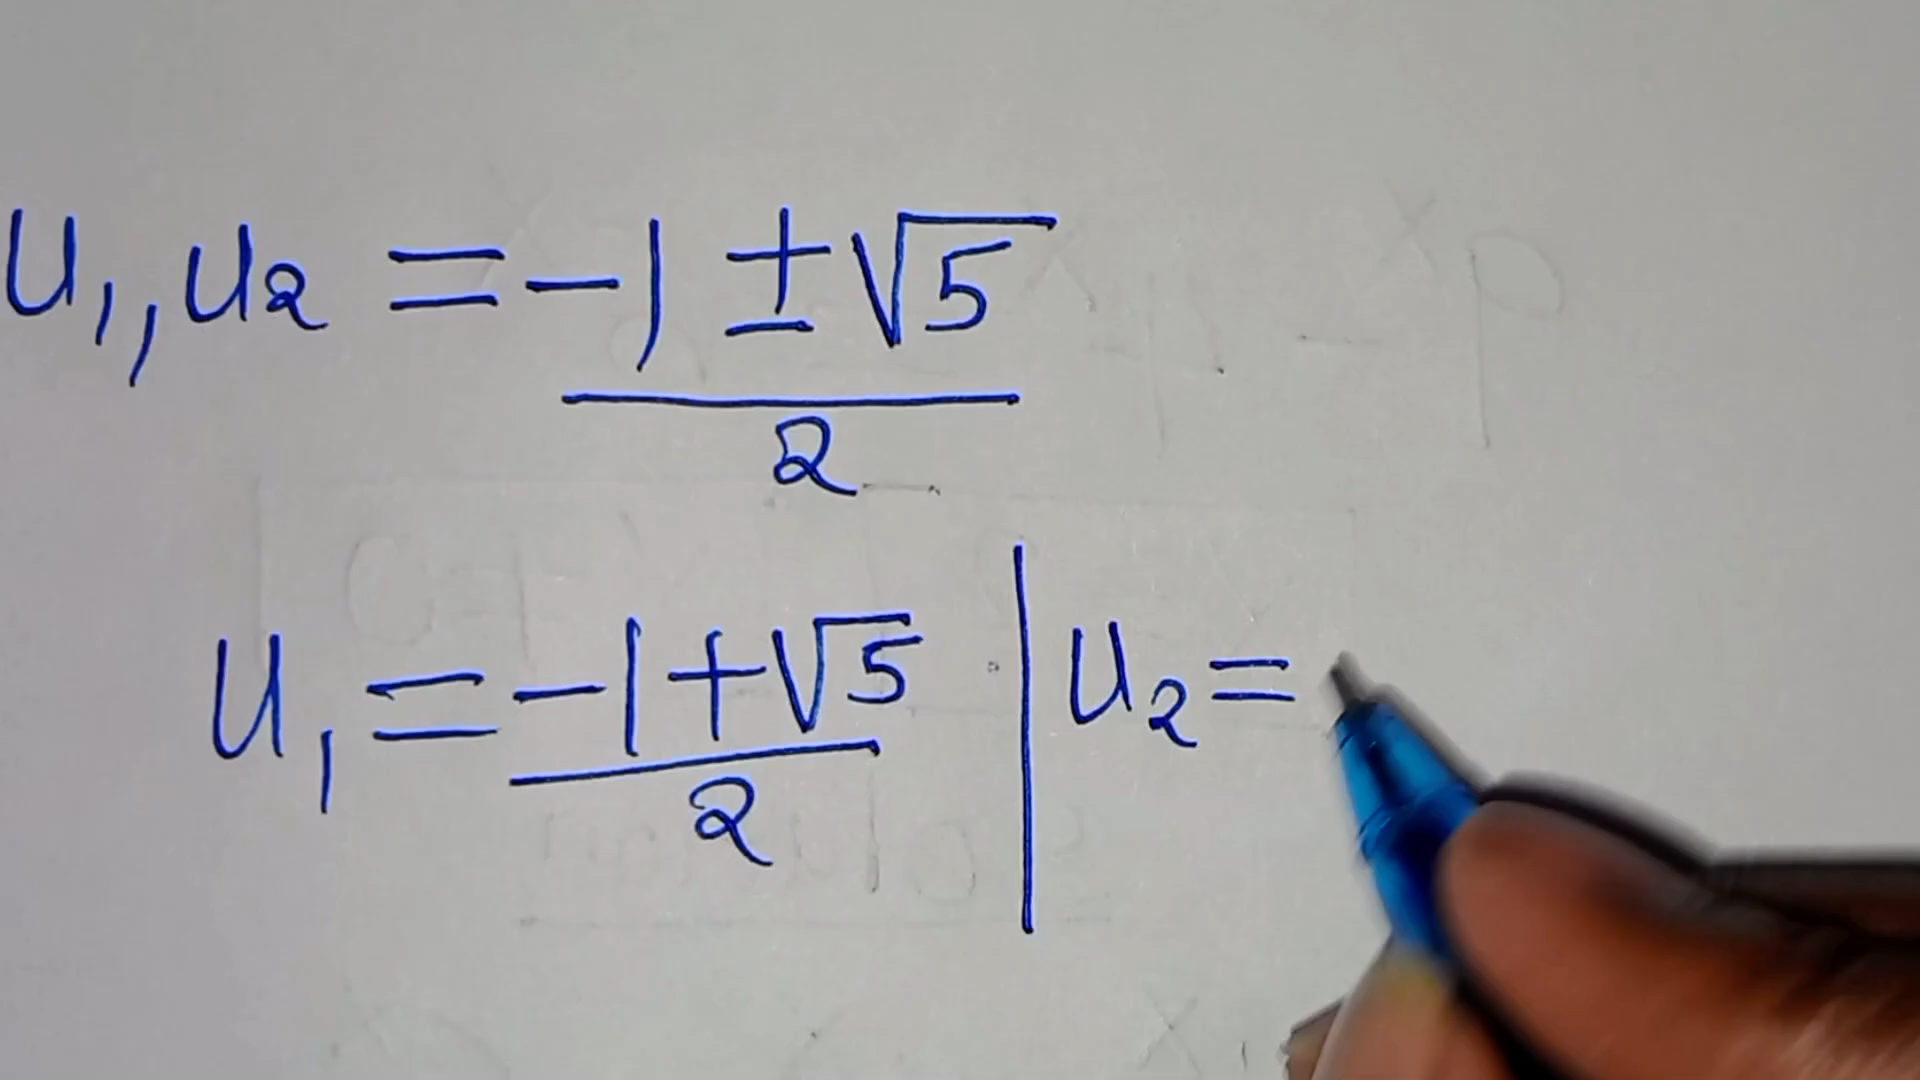 U₁, U₂ = (-1 ± √5) / 2
U₁ = (-1 + √5) / 2 | U₂ =